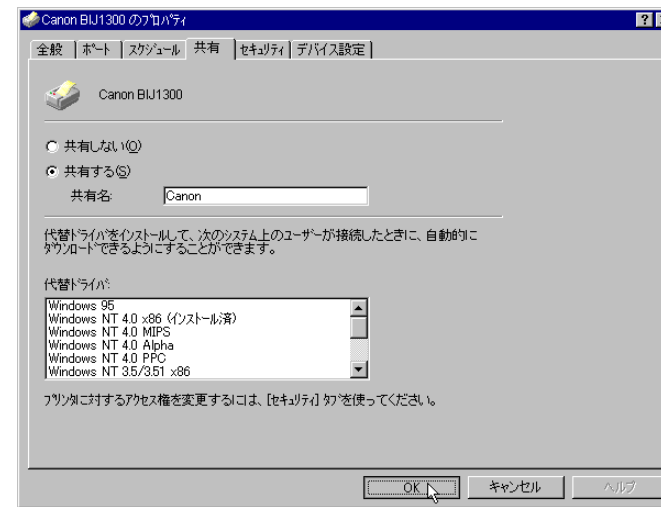 Canon BIJ1300 のプロパティ
?
全般 ポート スケジュール 共有 セキュリティ デバイス設定
Canon BIJ1300
共有しない(O)
共有する(S)
共有名: Canon
代替ドライバをインストールして、次のシステム上のユーザーが接続したときに、自動的に
ダウンロードできるようにすることができます。
代替ドライバ:
Windows 95
Windows NT 4.0 x86 (インストール済)
Windows NT 4.0 MIPS
Windows NT 4.0 Alpha
Windows NT 4.0 PPC
Windows NT 3.5/3.51 x86
プリンタに対するアクセス権を変更するには、[セキュリティ] タブを使ってください。
OK キャンセル ヘルプ